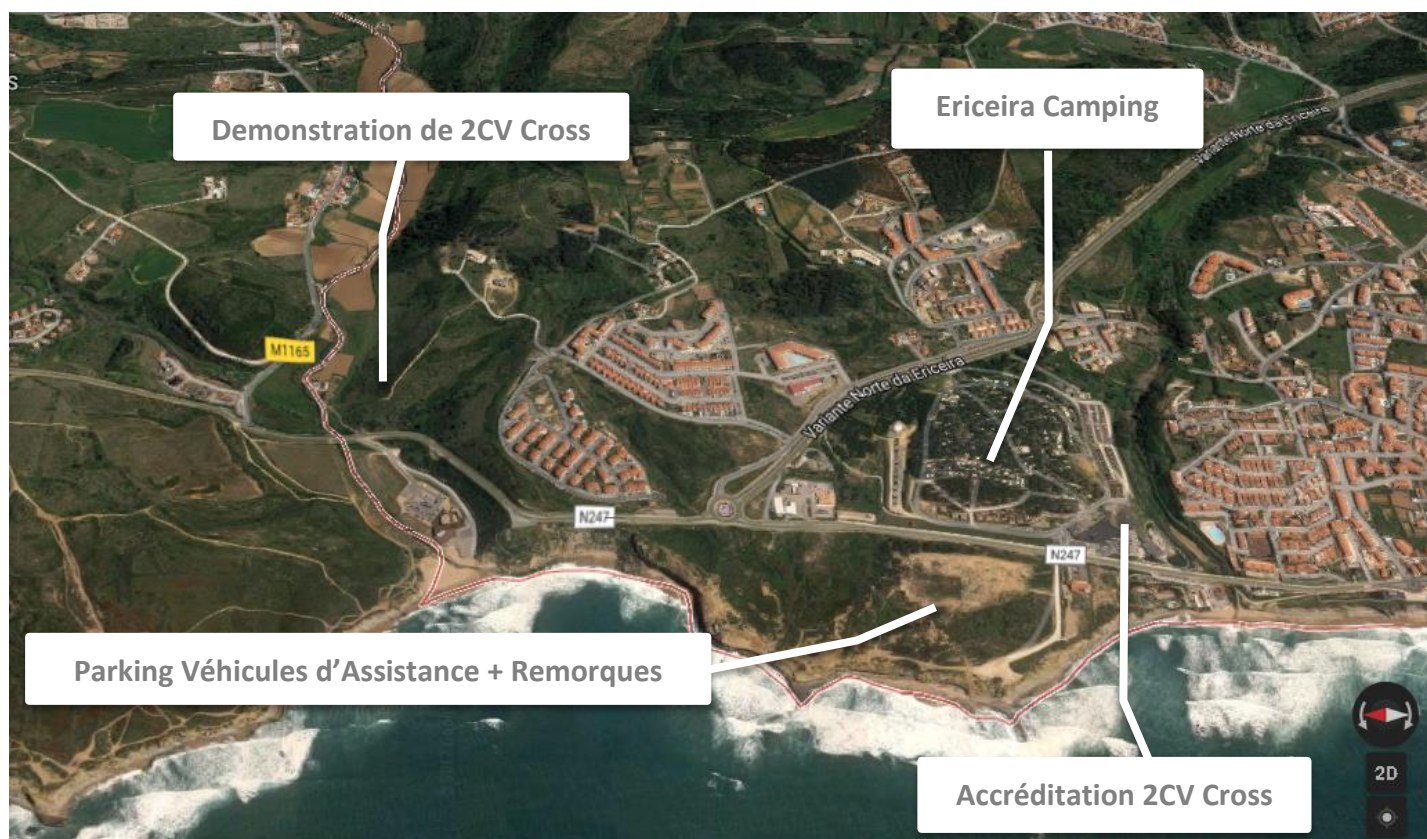 S
Ericeira Camping
Demonstration de 2CV Cross
Variante Norte da Ericeira
M1165
Variante Norte da Ericeira
N247
N247
Parking Véhicules d’Assistance + Remorques
Accréditation 2CV Cross
2D